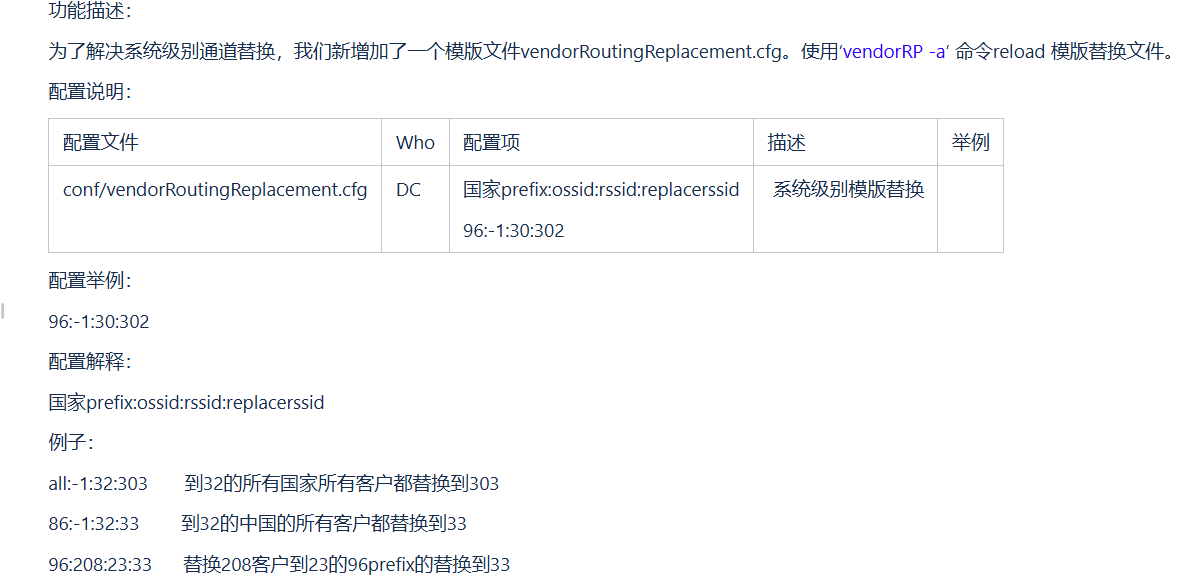 功能描述：
为了解决系统级别通道替换，我们新增加了一个模版文件vendorRoutingReplacement.cfg。使用‘vendorRP -a’ 命令reload 模版替换文件。
配置说明：
配置文件 Who 配置项 描述 举例
conf/vendorRoutingReplacement.cfg DC 国家prefix:ossid:rssid:replacerssid 系统级别模版替换
96:-1:30:302
配置举例：
96:-1:30:302
配置解释：
国家prefix:ossid:rssid:replacerssid
例子：
all:-1:32:303 到32的所有国家所有客户都替换到303
86:-1:32:33 到32的中国的所有客户都替换到33
96:208:23:33 替换208客户到23的96prefix的替换到33